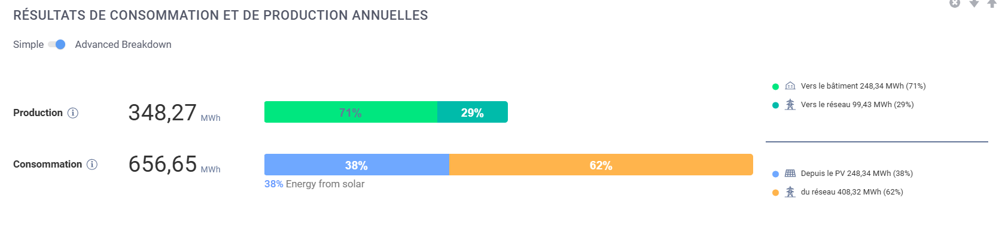 RÉSULTATS DE CONSOMMATION ET DE PRODUCTION ANNUELLES
Simple Advanced Breakdown
Production 348,27 MWh
71% 29%
Vers le bâtiment 248,34 MWh (71%)
Vers le réseau 99,43 MWh (29%)
Consommation 656,65 MWh
38% 62%
38% Energy from solar
Depuis le PV 248,34 MWh (38%)
du réseau 408,32 MWh (62%)